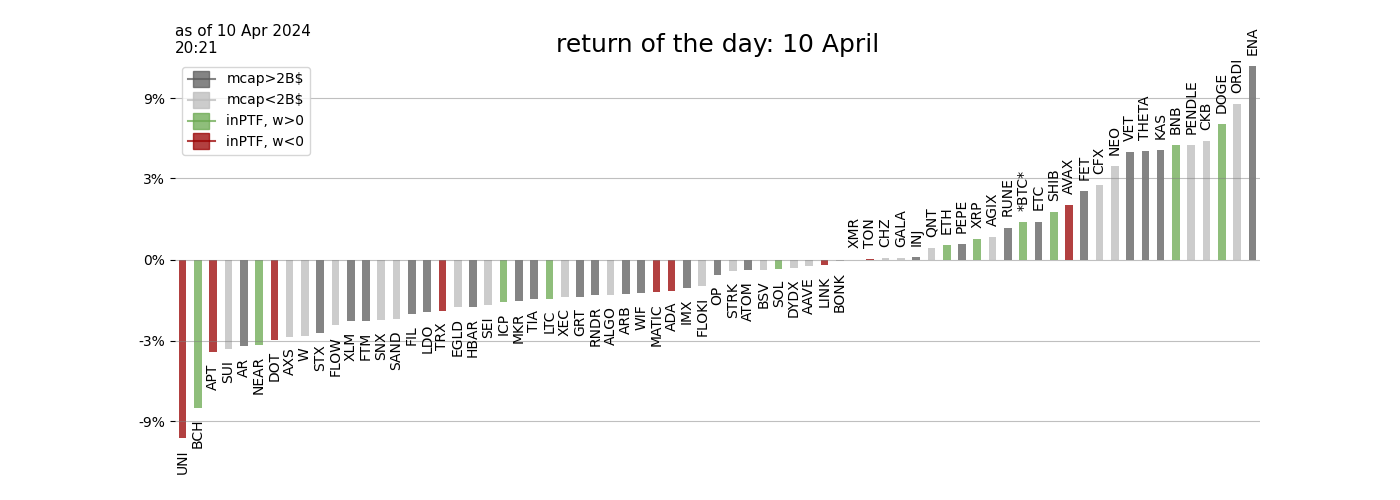 as of 10 Apr 2024
20:21
return of the day: 10 April
mcap>2B$
mcap<2B$
inPTF, w>0
inPTF, w<0
9%
3%
0%
-3%
-9%
UNI
BCH
APT
SUI
AR
NEAR
DOT
AXS
W
STX
FLOW
XLM
FTM
SNX
SAND
FIL
LDO
TRX
EGLD
HBAR
SEI
ICP
MKR
TIA
LTC
XEC
GRT
RNDR
ALGO
ARB
WIF
MATIC
ADA
IMX
FLOKI
OP
STRK
ATOM
BSV
SOL
DYDX
AAVE
LINK
BONK
XMR
TON
CHZ
GALA
INJ
QNT
ETH
PEPE
XRP
AGIX
RUNE
*BTC*
ETC
SHIB
AVAX
FET
CFX
NEO
VET
THETA
KAS
BNB
PENDLE
CKB
DOGE
ORDI
ENA